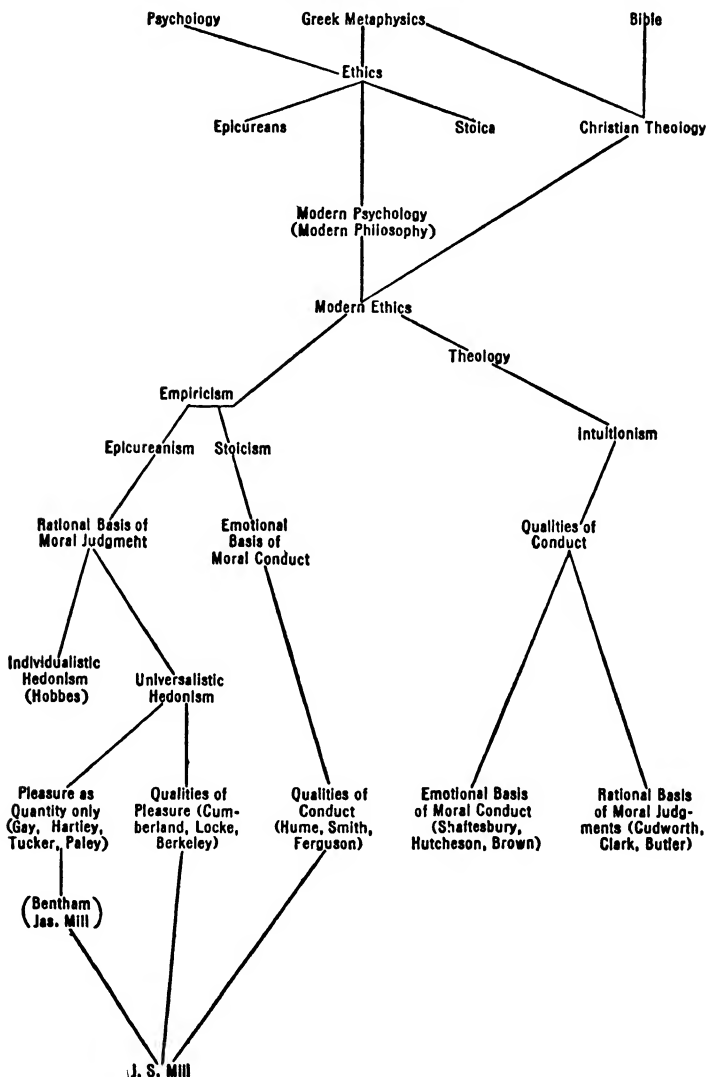 Psychology
Greek Metaphysics
Bible
Ethics
Epicureans
Stoica
Christian Theology
Modern Psychology
(Modern Philosophy)
Modern Ethics
Theology
Empiricism
Intuitionism
Epicureanism
Stoicism
Rational Basis of
Moral Judgment
Emotional
Basis of
Moral Conduct
Qualities of
Conduct
Individualistic
Hedonism
(Hobbes)
Universalistic
Hedonism
Pleasure as
Quantity only
(Gay, Hartley,
Tucker, Paley)
Qualities of
Pleasure (Cum-
berland, Locke,
Berkeley)
Qualities of
Conduct
(Hume, Smith,
Ferguson)
Emotional Basis
of Moral Conduct
(Shaftesbury,
Hutcheson, Brown)
Rational Basis
of Moral Judg-
ments (Cudworth,
Clark, Butler)
(Bentham
Jas. Mill)
J. S. Mill